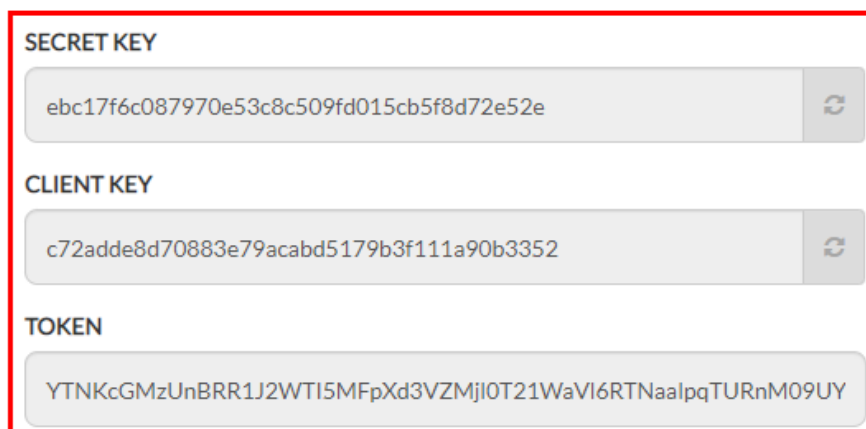 SECRET KEY
ebc17f6c087970e53c8c509fd015cb5f8d72e52e
CLIENT KEY
c72adde8d70883e79acabd5179b3f111a90b3352
TOKEN
YTNKcGMzUnBRR1J2WTI5MFpXd3VZMjl0T21WaVl6RTNaalpqTURnM09UY